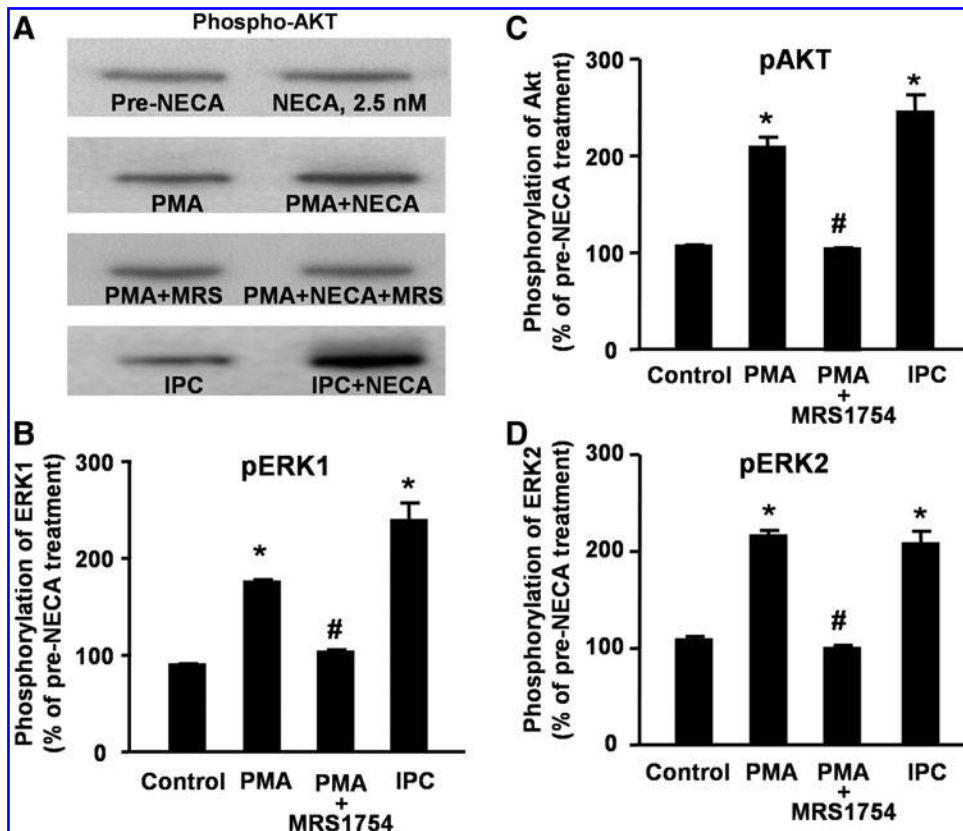 A
Phospho-AKT
Pre-NECA NECA, 2.5 nM
PMA PMA+NECA
PMA+MRS PMA+NECA+MRS
IPC IPC+NECA
B
pERK1
Phosphorylation of ERK1
(% of pre-NECA treatment)
300
200
100
0
*
#
*
Control PMA PMA IPC
+
MRS1754
C
pAKT
Phosphorylation of Akt
(% of pre-NECA treatment)
300
200
100
0
*
#
*
Control PMA PMA IPC
+
MRS1754
D
pERK2
Phosphorylation of ERK2
(% of pre-NECA treatment)
300
200
100
0
*
#
*
Control PMA PMA IPC
+
MRS1754